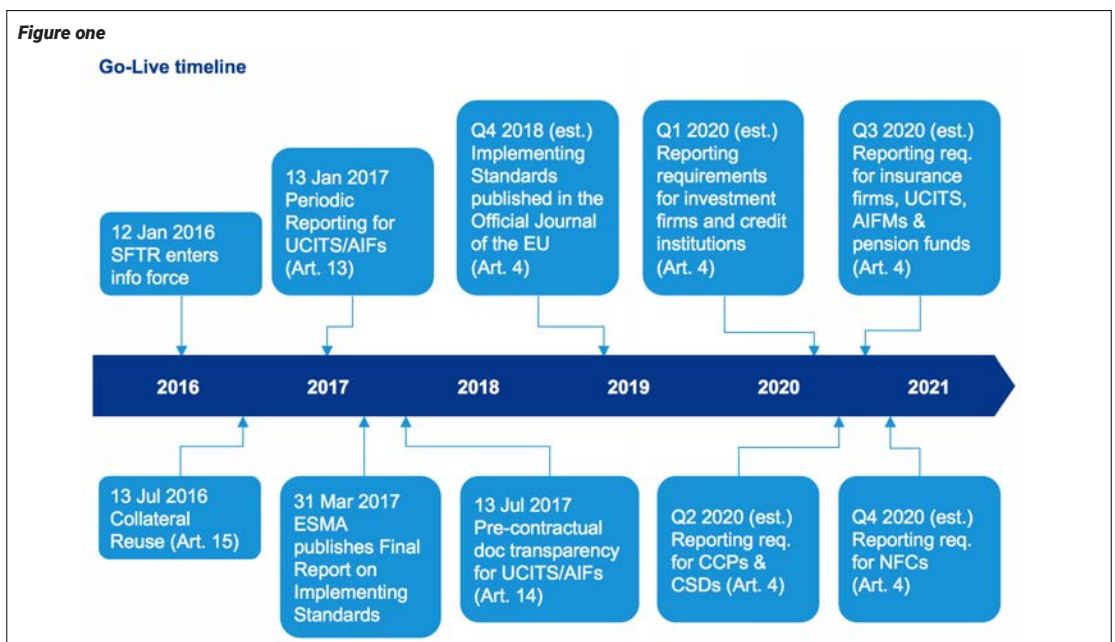 Figure one
Go-Live timeline
12 Jan 2016
SFTR enters
info force
13 Jan 2017
Periodic
Reporting for
UCITS/AIFs
(Art. 13)
Q4 2018 (est.)
Implementing
Standards
published in the
Official Journal
of the EU
(Art. 4)
Q1 2020 (est.)
Reporting
requirements
for investment
firms and credit
institutions
(Art. 4)
Q3 2020 (est.)
Reporting req.
for insurance
firms, UCITS,
AIFMs &
pension funds
(Art. 4)
2016
2017
2018
2019
2020
2021
13 Jul 2016
Collateral
Reuse (Art. 15)
31 Mar 2017
ESMA
publishes Final
Report on
Implementing
Standards
13 Jul 2017
Pre-contractual
doc transparency
for UCITS/AIFs
(Art. 14)
Q2 2020 (est.)
Reporting req.
for CCPs &
CSDs (Art. 4)
Q4 2020 (est.)
Reporting req.
for NFCs
(Art. 4)